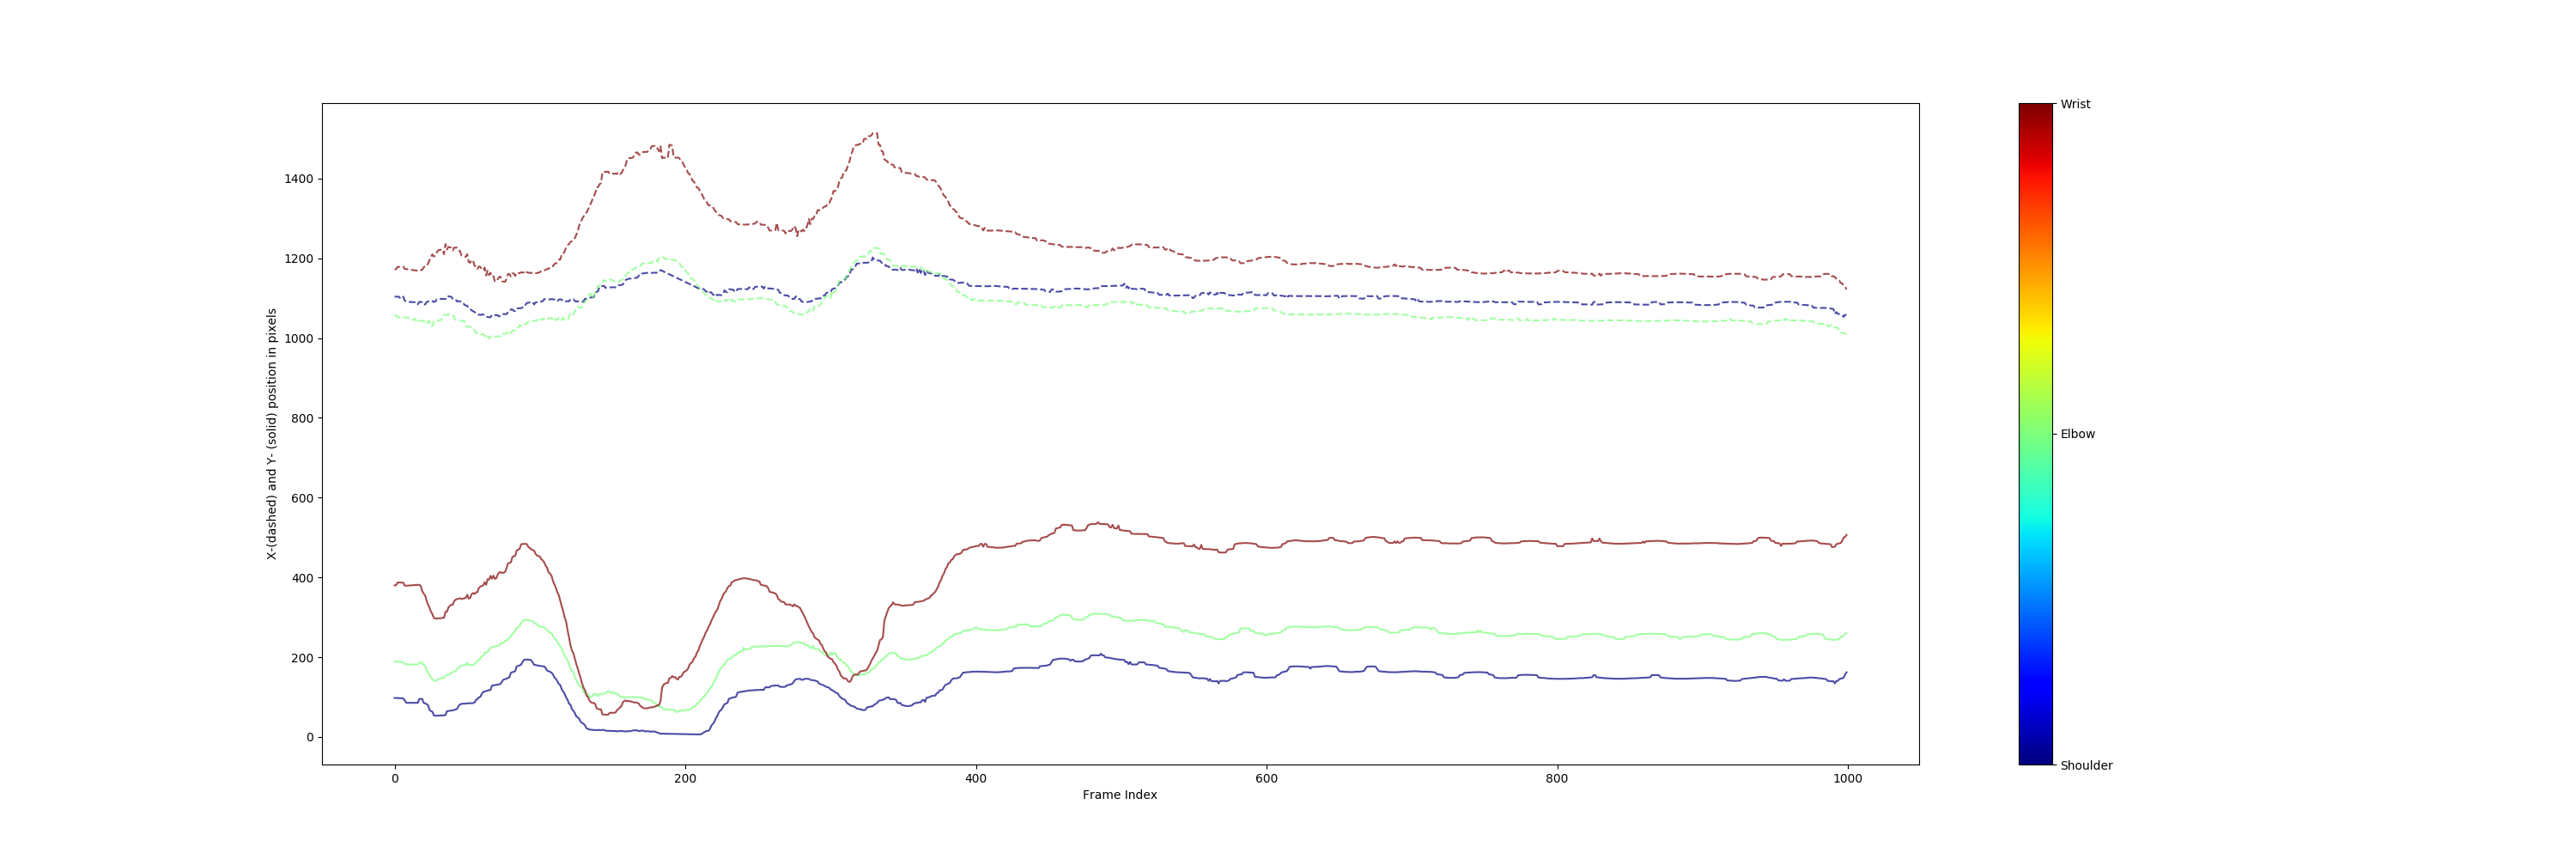 X-(dashed) and Y- (solid) position in pixels
1400
1200
1000
800
600
400
200
0
0 200 400 600 800 1000
Frame Index
Wrist
Elbow
Shoulder